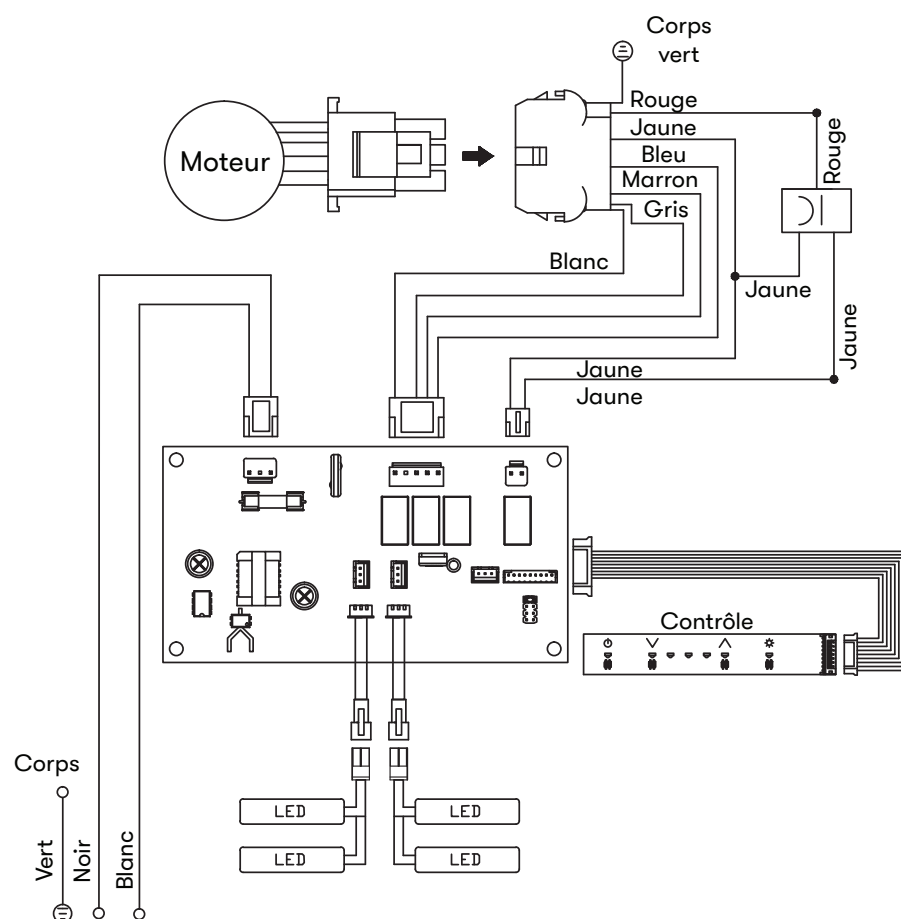 Corps
vert
Rouge
Jaune
Rouge
Bleu
Moteur
Marron
Gris
Blanc
Jaune
Jaune
Jaune
Jaune
Contrôle
Corps
LED
LED
LED
LED
Vert
Noir
Blanc